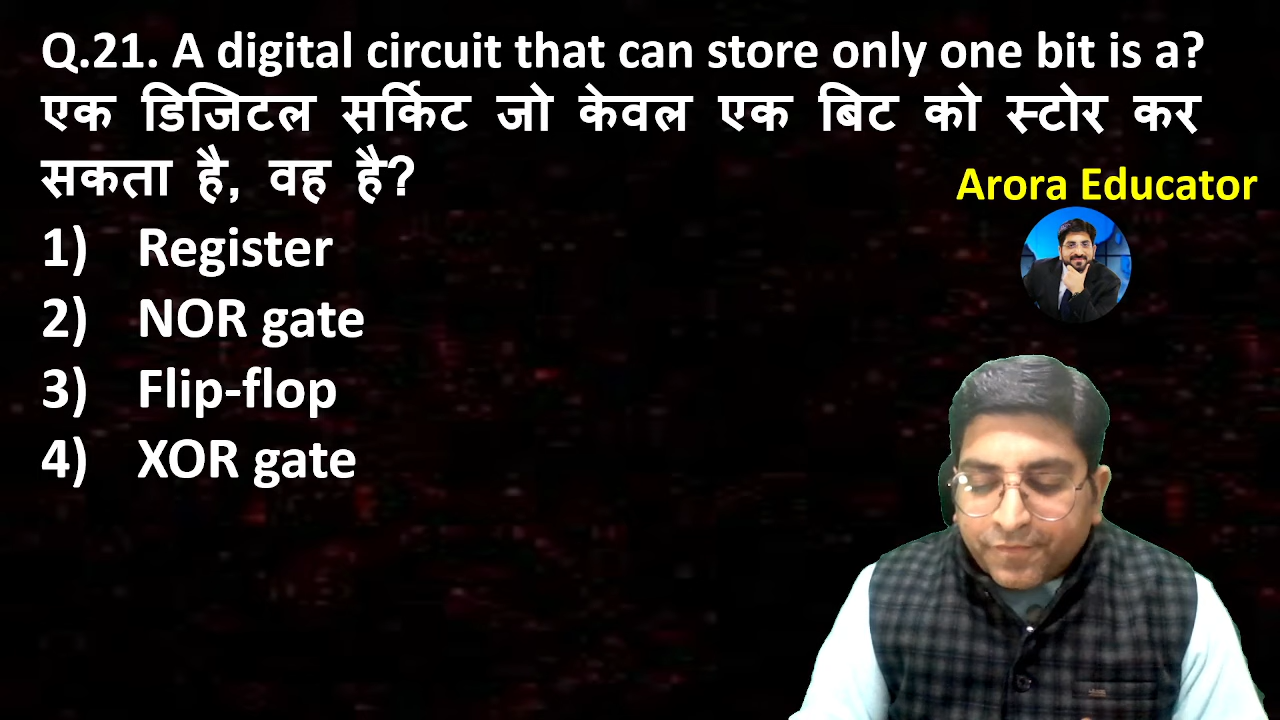 Q.21. A digital circuit that can store only one bit is a?
एक डिजिटल सर्किट जो केवल एक बिट को स्टोर कर
सकता है, वह है?
Arora Educator
1) Register
2) NOR gate
3) Flip-flop
4) XOR gate